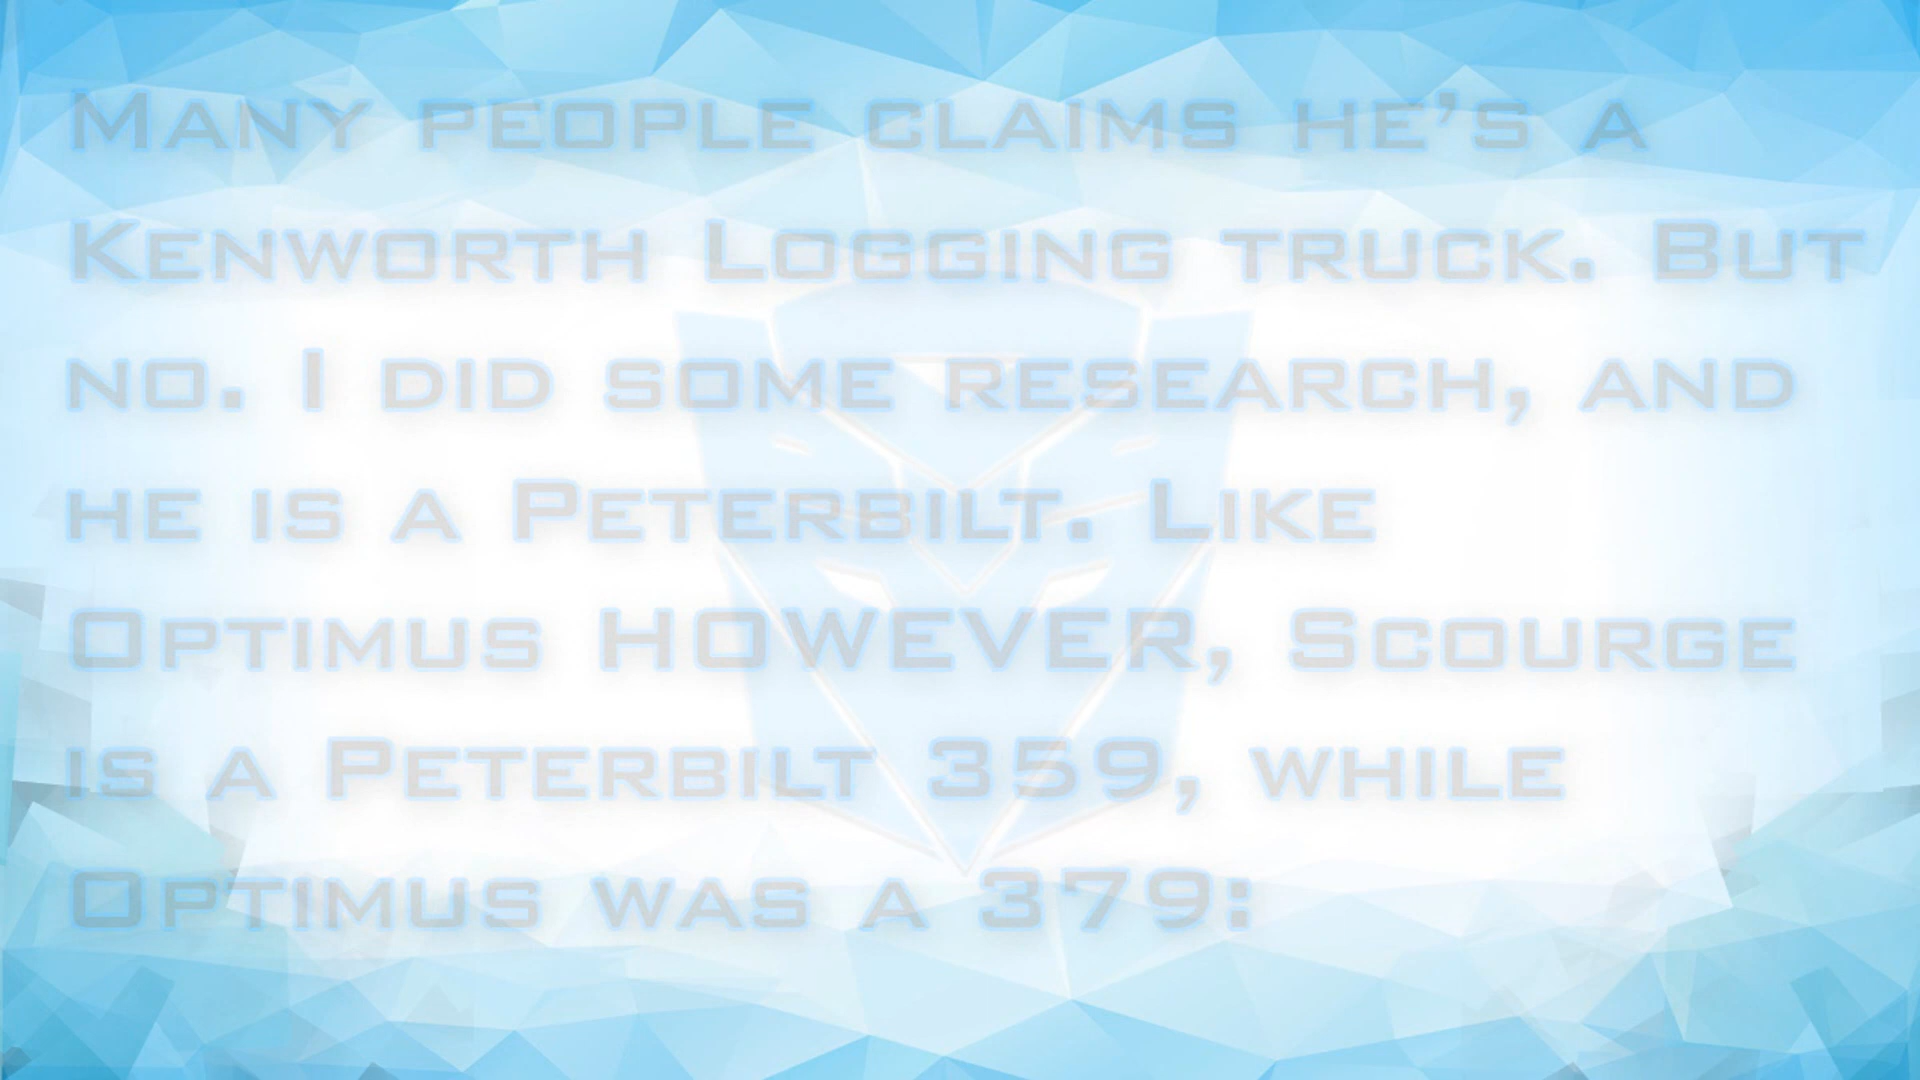 Many people claims he's a
Kenworth Logging truck. But
no. I did some research, and
he is a Peterbilt. Like
Optimus HOWEVER, Scourge
is a Peterbilt 359, while
Optimus was a 379: